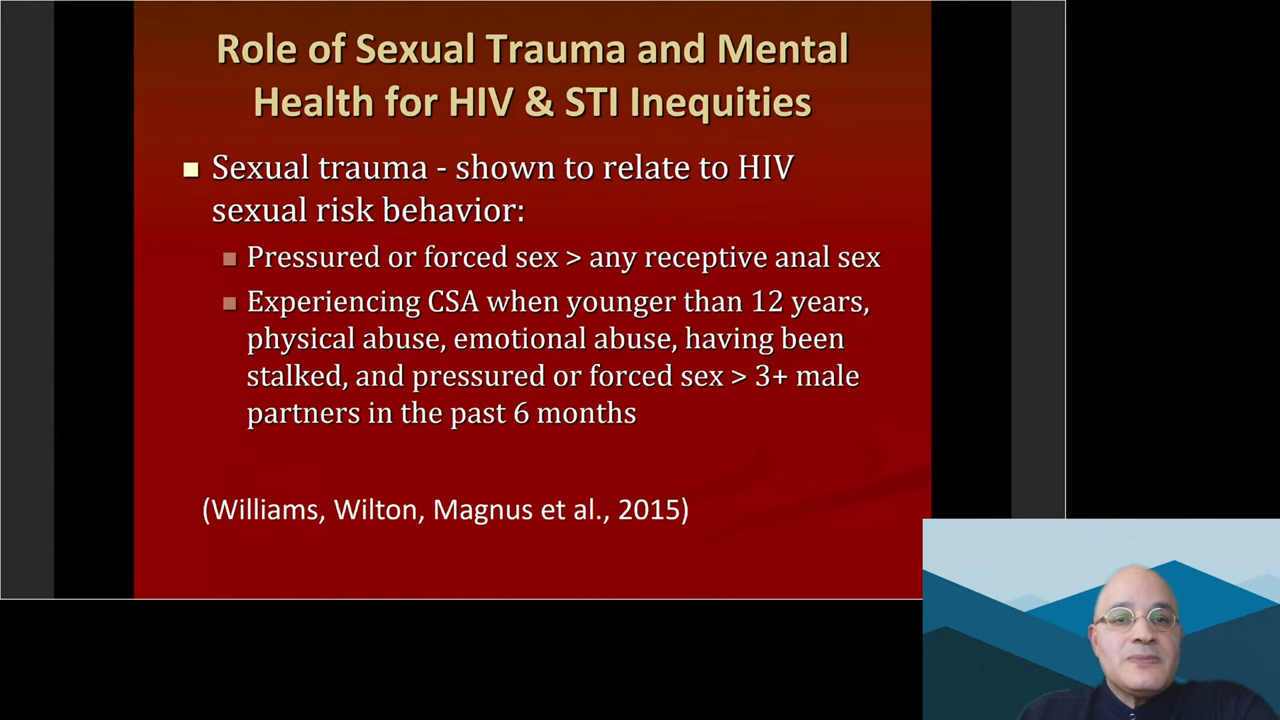 Role of Sexual Trauma and Mental
Health for HIV & STI Inequities
Sexual trauma - shown to relate to HIV
sexual risk behavior:
Pressured or forced sex > any receptive anal sex
Experiencing CSA when younger than 12 years,
physical abuse, emotional abuse, having been
stalked, and pressured or forced sex > 3+ male
partners in the past 6 months
(Williams, Wilton, Magnus et al., 2015)